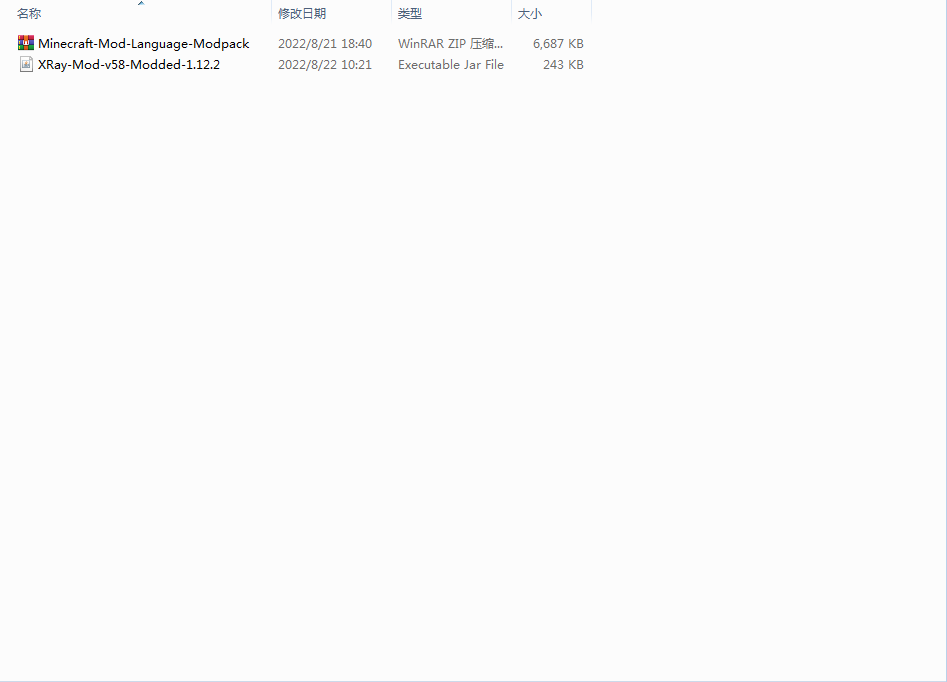 名称 修改日期 类型 大小
Minecraft-Mod-Language-Modpack 2022/8/21 18:40 WinRAR ZIP 压缩... 6,687 KB
XRay-Mod-v58-Modded-1.12.2 2022/8/22 10:21 Executable Jar File 243 KB